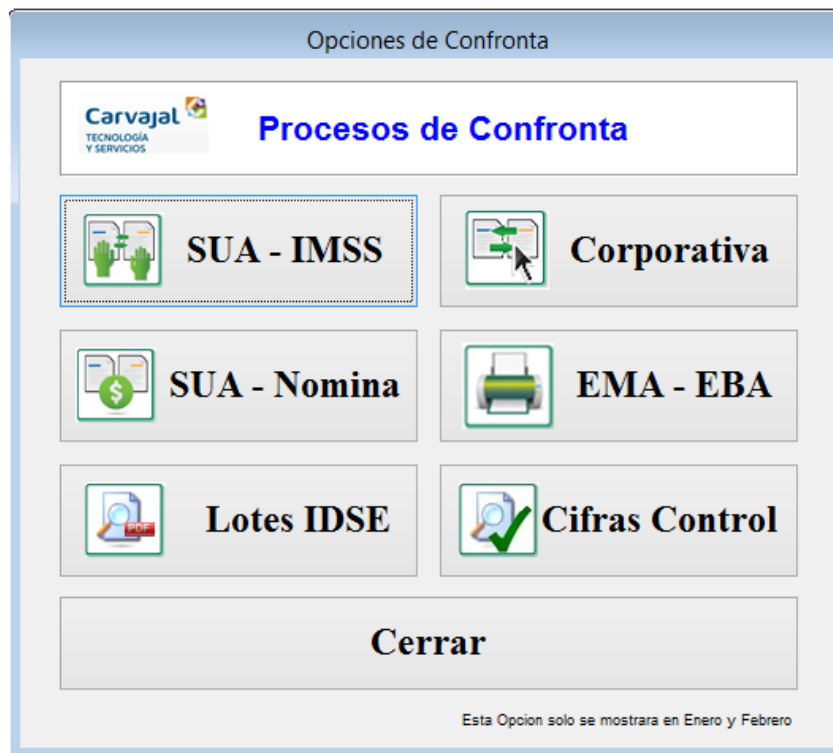 Opciones de Confronta
Carvajal
TECNOLOGÍA
Y SERVICIOS
Procesos de Confronta
SUA - IMSS
Corporativa
SUA - Nomina
EMA - EBA
PDF
Lotes IDSE
Cifras Control
Cerrar
Esta Opcion solo se mostrara en Enero y Febrero